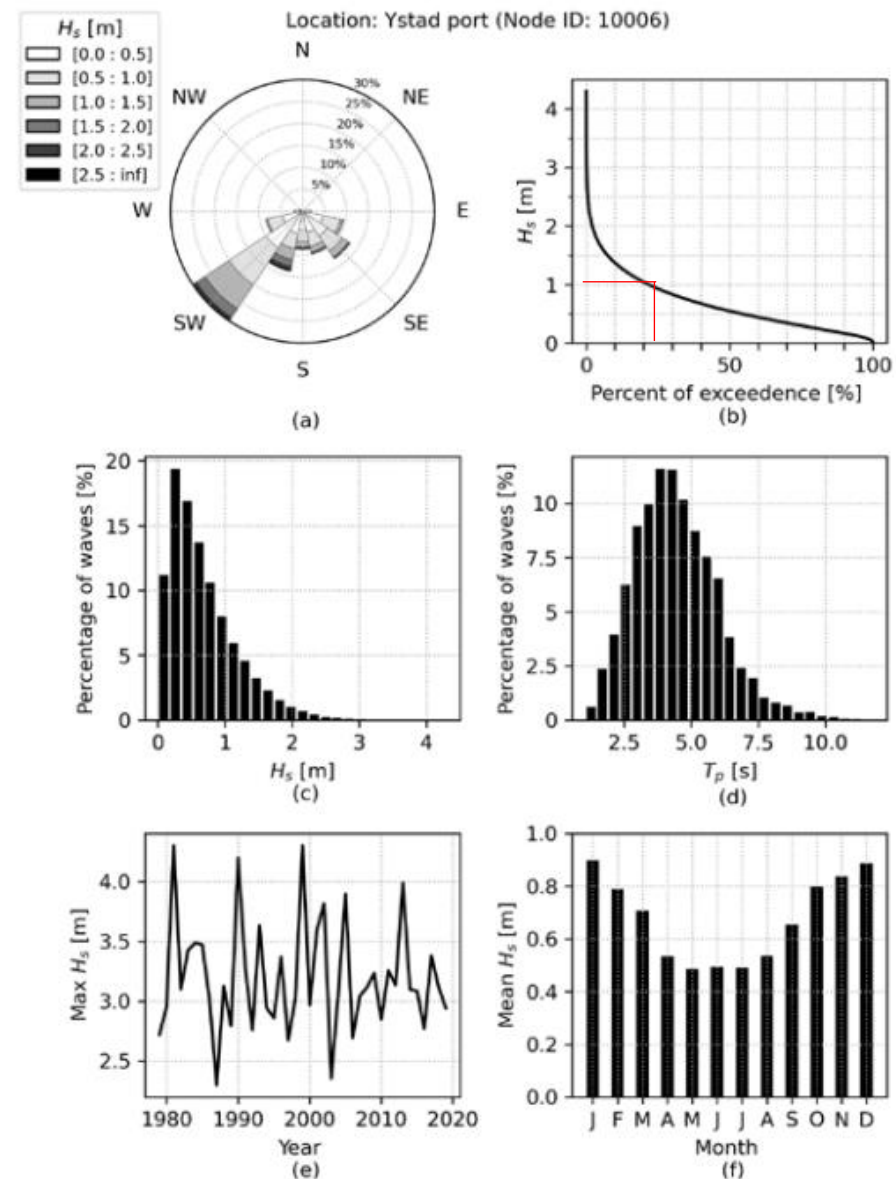 Location: Ystad port (Node ID: 10006)
H_s [m]
[0.0 : 0.5]
[0.5 : 1.0]
[1.0 : 1.5]
[1.5 : 2.0]
[2.0 : 2.5]
[2.5 : inf]
N
NE
E
SE
S
SW
W
NW
30%
25%
20%
15%
10%
5%
(a)
H_s [m]
4
3
2
1
0
0 50 100
Percent of exceedence [%]
(b)
Percentage of waves [%]
20
15
10
5
0
0 1 2 3 4
H_s [m]
(c)
Percentage of waves [%]
10
7.5
5
2.5
0
2.5 5.0 7.5 10.0
T_p [s]
(d)
Max H_s [m]
4.0
3.5
3.0
2.5
1980 1990 2000 2010 2020
Year
(e)
Mean H_s [m]
1.0
0.8
0.6
0.4
0.2
0.0
J F M A M J J A S O N D
Month
(f)